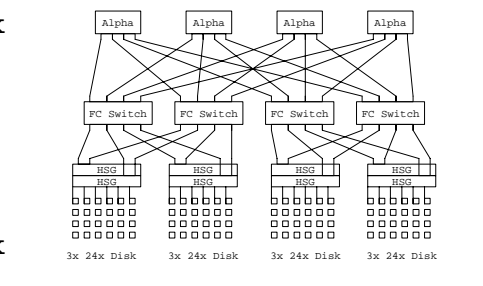 Alpha Alpha Alpha Alpha
FC Switch FC Switch FC Switch FC Switch
HSG HSG HSG HSG
HSG HSG HSG HSG
3x 24x Disk 3x 24x Disk 3x 24x Disk 3x 24x Disk